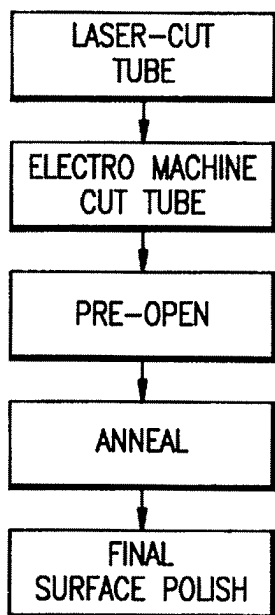 LASER-CUT
TUBE
ELECTRO MACHINE
CUT TUBE
PRE-OPEN
ANNEAL
FINAL
SURFACE POLISH